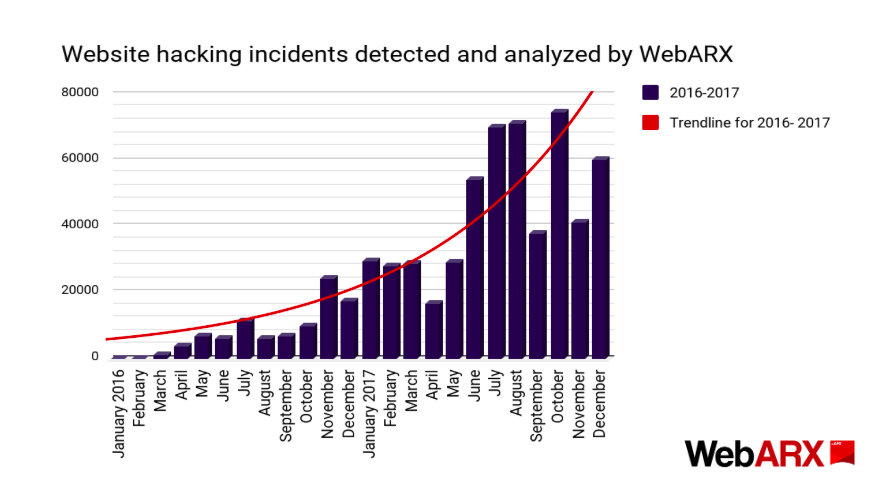 Website hacking incidents detected and analyzed by WebARX
80000
60000
40000
20000
0
2016-2017
Trendline for 2016- 2017
January 2016
February
March
April
May
June
July
August
September
October
November
December
January 2017
February
March
April
May
June
July
August
September
October
November
December
WebARX